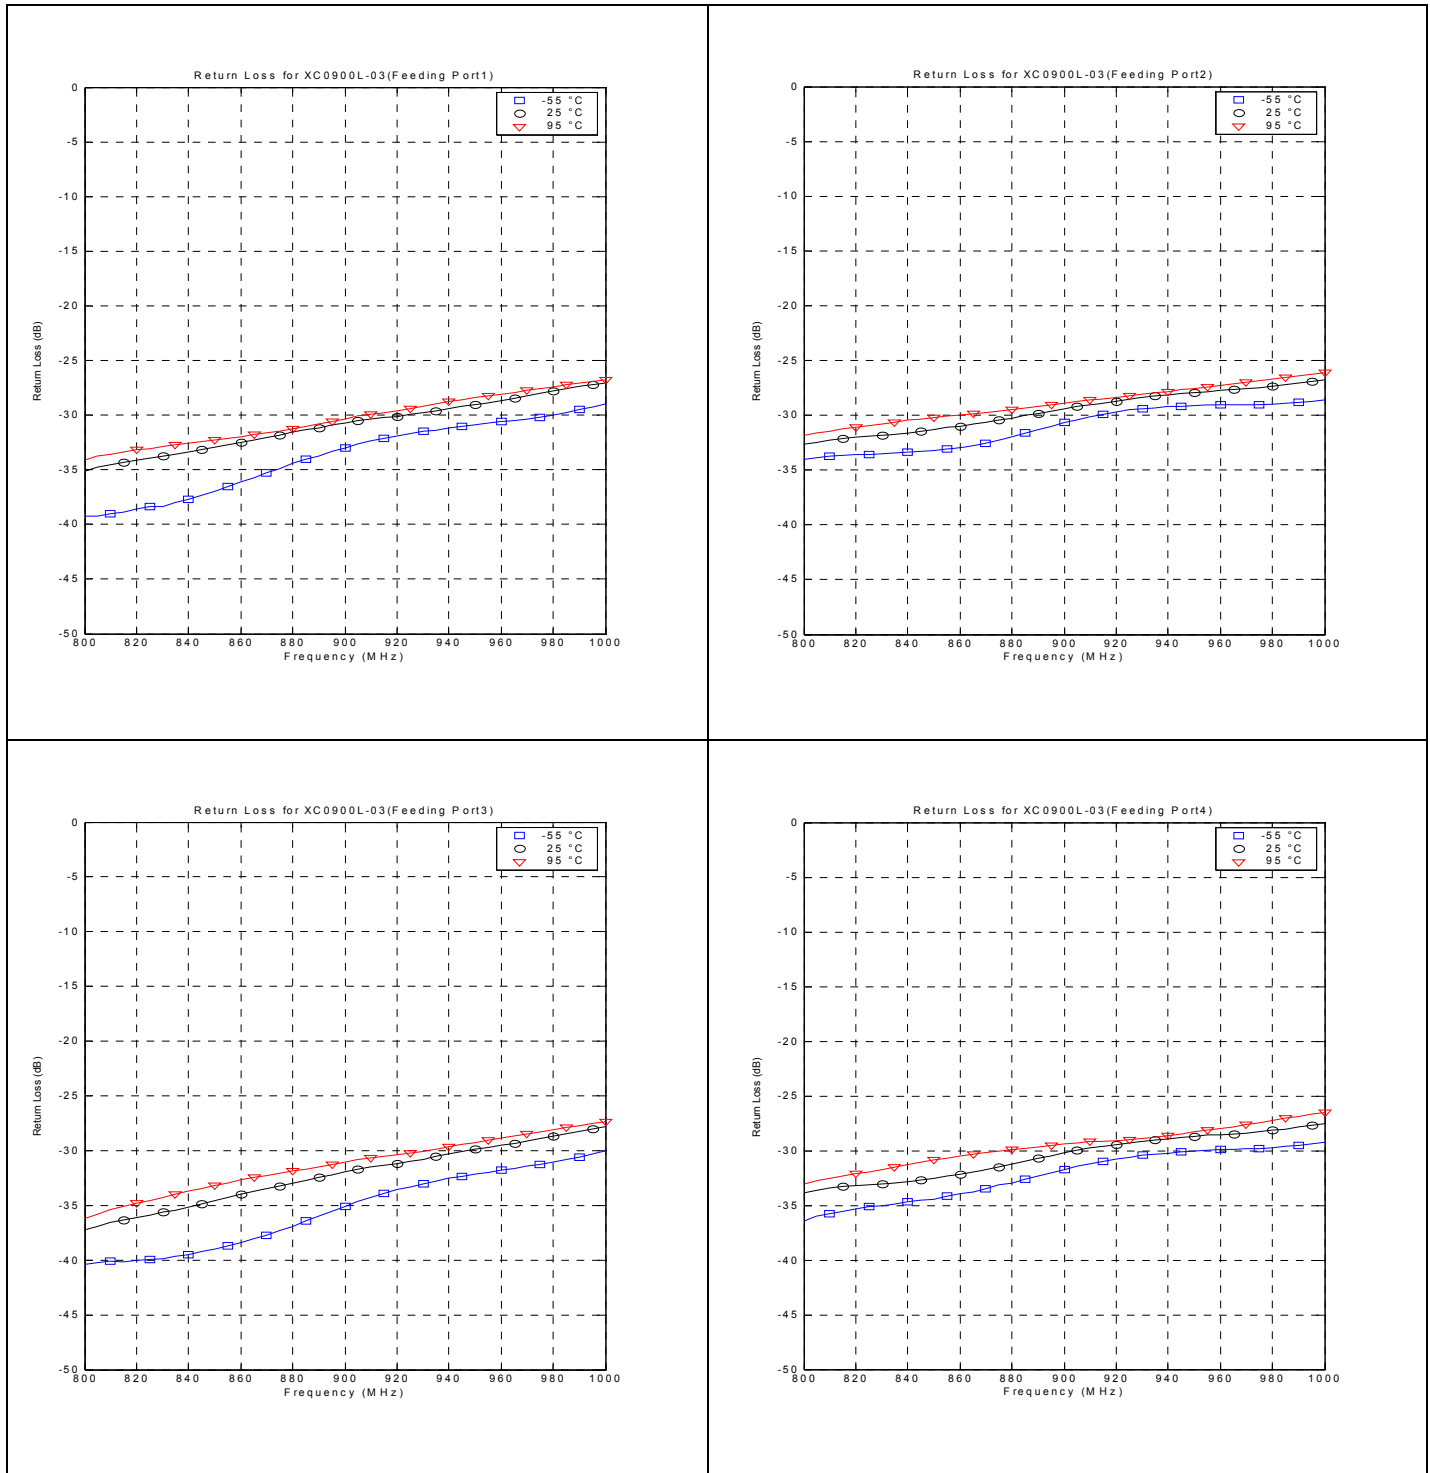 Return Loss for XC0900L-03(Feeding Port1)
-55 °C
25 °C
95 °C
0
-5
-10
-15
-20
-25
-30
-35
-40
-45
-50
Return Loss (dB)
800 820 840 860 880 900 920 940 960 980 1000
Frequency (MHz)
Return Loss for XC0900L-03(Feeding Port2)
-55 °C
25 °C
95 °C
0
-5
-10
-15
-20
-25
-30
-35
-40
-45
-50
Return Loss (dB)
800 820 840 860 880 900 920 940 960 980 1000
Frequency (MHz)
Return Loss for XC0900L-03(Feeding Port3)
-55 °C
25 °C
95 °C
0
-5
-10
-15
-20
-25
-30
-35
-40
-45
-50
Return Loss (dB)
800 820 840 860 880 900 920 940 960 980 1000
Frequency (MHz)
Return Loss for XC0900L-03(Feeding Port4)
-55 °C
25 °C
95 °C
0
-5
-10
-15
-20
-25
-30
-35
-40
-45
-50
Return Loss (dB)
800 820 840 860 880 900 920 940 960 980 1000
Frequency (MHz)